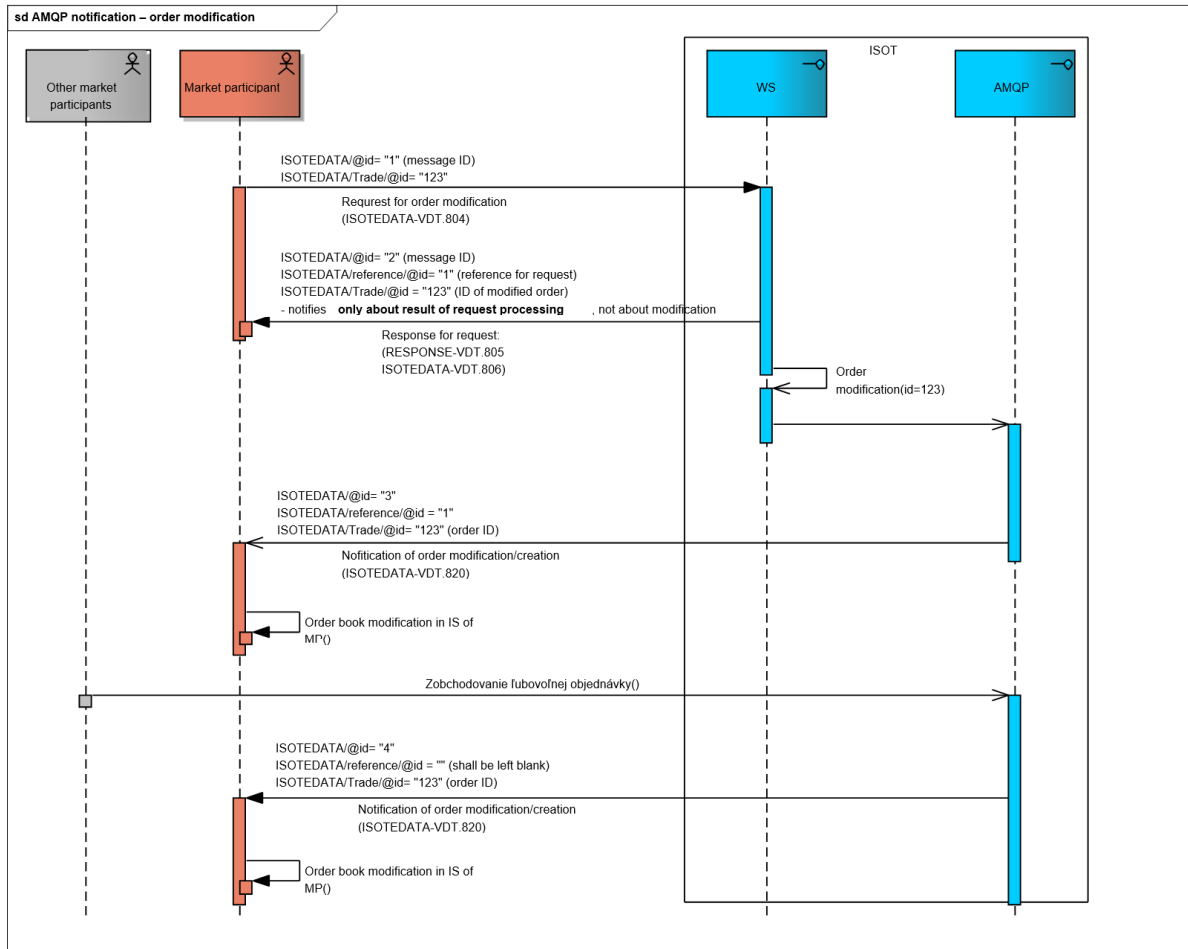 sd AMQP notification – order modification
ISOT
Other market
participants
Market participant
WS
AMQP
ISOTEDATA/@id= "1" (message ID)
ISOTEDATA/Trade/@id= "123"
Requrest for order modification
(ISOTEDATA-VDT.804)
ISOTEDATA/@id= "2" (message ID)
ISOTEDATA/reference/@id= "1" (reference for request)
ISOTEDATA/Trade/@id = "123" (ID of modified order)
- notifies only about result of request processing , not about modification
Response for request:
(RESPONSE-VDT.805
ISOTEDATA-VDT.806)
Order
modification(id=123)
ISOTEDATA/@id= "3"
ISOTEDATA/reference/@id = "1"
ISOTEDATA/Trade/@id= "123" (order ID)
Nofitication of order modification/creation
(ISOTEDATA-VDT.820)
Order book modification in IS of
MP()
Zobchodovanie ľubovoľnej objednávky()
ISOTEDATA/@id= "4"
ISOTEDATA/reference/@id = "" (shall be left blank)
ISOTEDATA/Trade/@id= "123" (order ID)
Notification of order modification/creation
(ISOTEDATA-VDT.820)
Order book modification in IS of
MP()